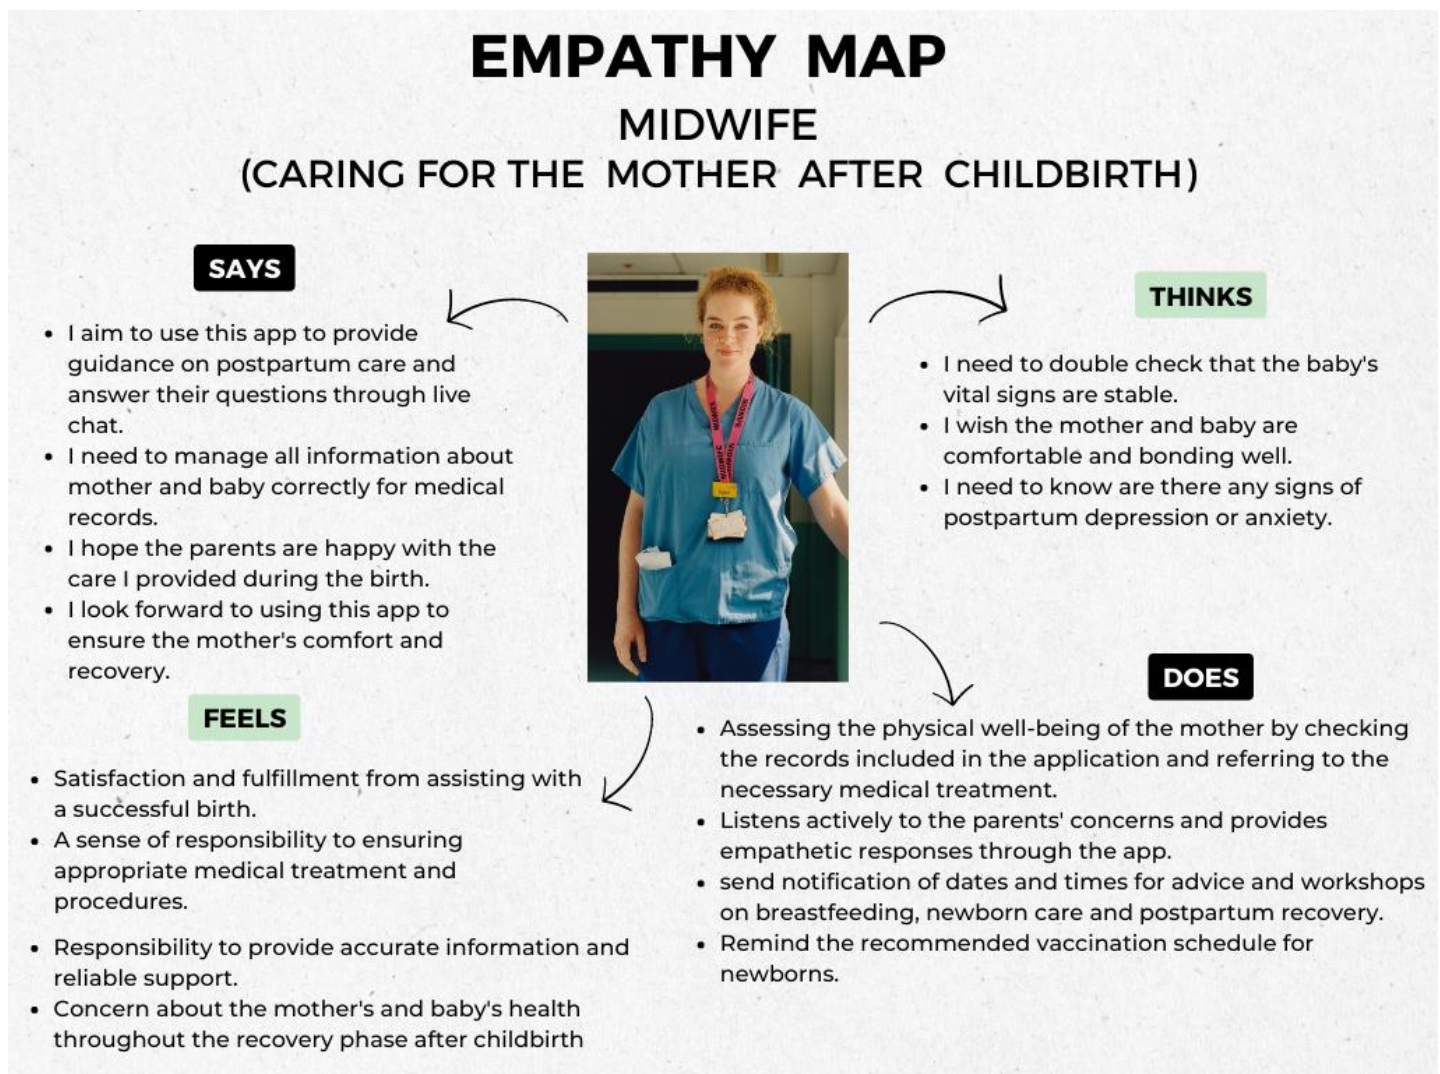 EMPATHY MAP
MIDWIFE
(CARING FOR THE MOTHER AFTER CHILDBIRTH)
SAYS
• I aim to use this app to provide
guidance on postpartum care and
answer their questions through live
chat.
• I need to manage all information about
mother and baby correctly for medical
records.
• I hope the parents are happy with the
care I provided during the birth.
• I look forward to using this app to
ensure the mother's comfort and
recovery.
THINKS
• I need to double check that the baby's
vital signs are stable.
• I wish the mother and baby are
comfortable and bonding well.
• I need to know are there any signs of
postpartum depression or anxiety.
FEELS
• Satisfaction and fulfillment from assisting with
a successful birth.
• A sense of responsibility to ensuring
appropriate medical treatment and
procedures.
• Responsibility to provide accurate information and
reliable support.
• Concern about the mother's and baby's health
throughout the recovery phase after childbirth
DOES
• Assessing the physical well-being of the mother by checking
the records included in the application and referring to the
necessary medical treatment.
• Listens actively to the parents' concerns and provides
empathetic responses through the app.
• send notification of dates and times for advice and workshops
on breastfeeding, newborn care and postpartum recovery.
• Remind the recommended vaccination schedule for
newborns.
MIDWIFE
MIDWIFE